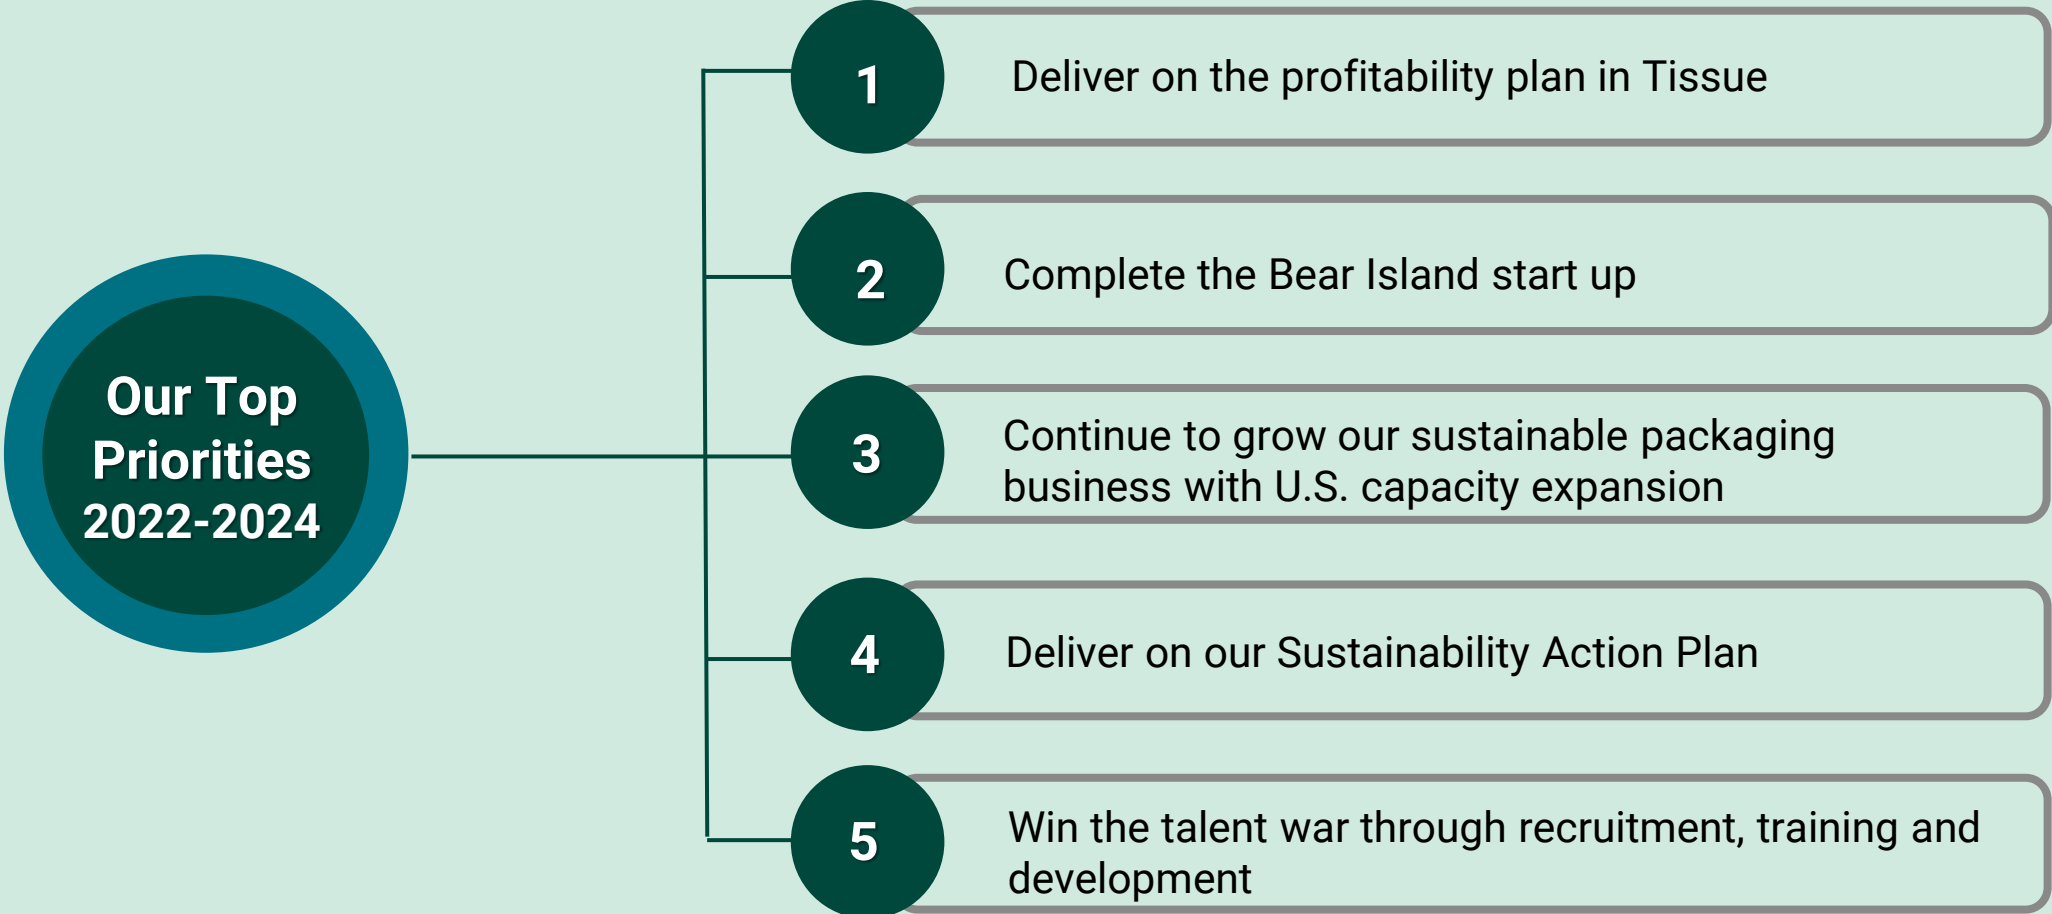 Our Top
Priorities
2022-2024
1
Deliver on the profitability plan in Tissue
2
Complete the Bear Island start up
3
Continue to grow our sustainable packaging
business with U.S. capacity expansion
4
Deliver on our Sustainability Action Plan
5
Win the talent war through recruitment, training and
development